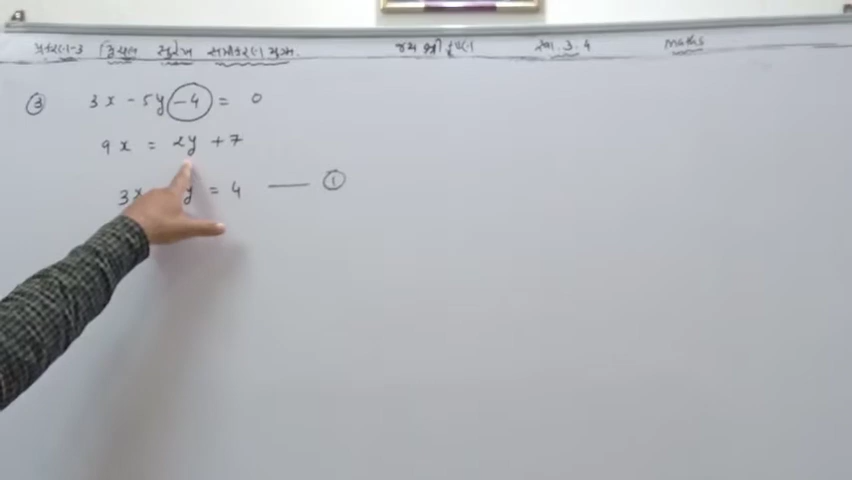 પ્રકરણ-3 દ્વિચલ સુરેખ સમીકરણ યુગ્મ. જય શ્રી કૃષ્ણ સ્વા. 3.4 maths
③ 3x - 5y - 4 = 0
9x = 2y + 7
3x y = 4 —— ①